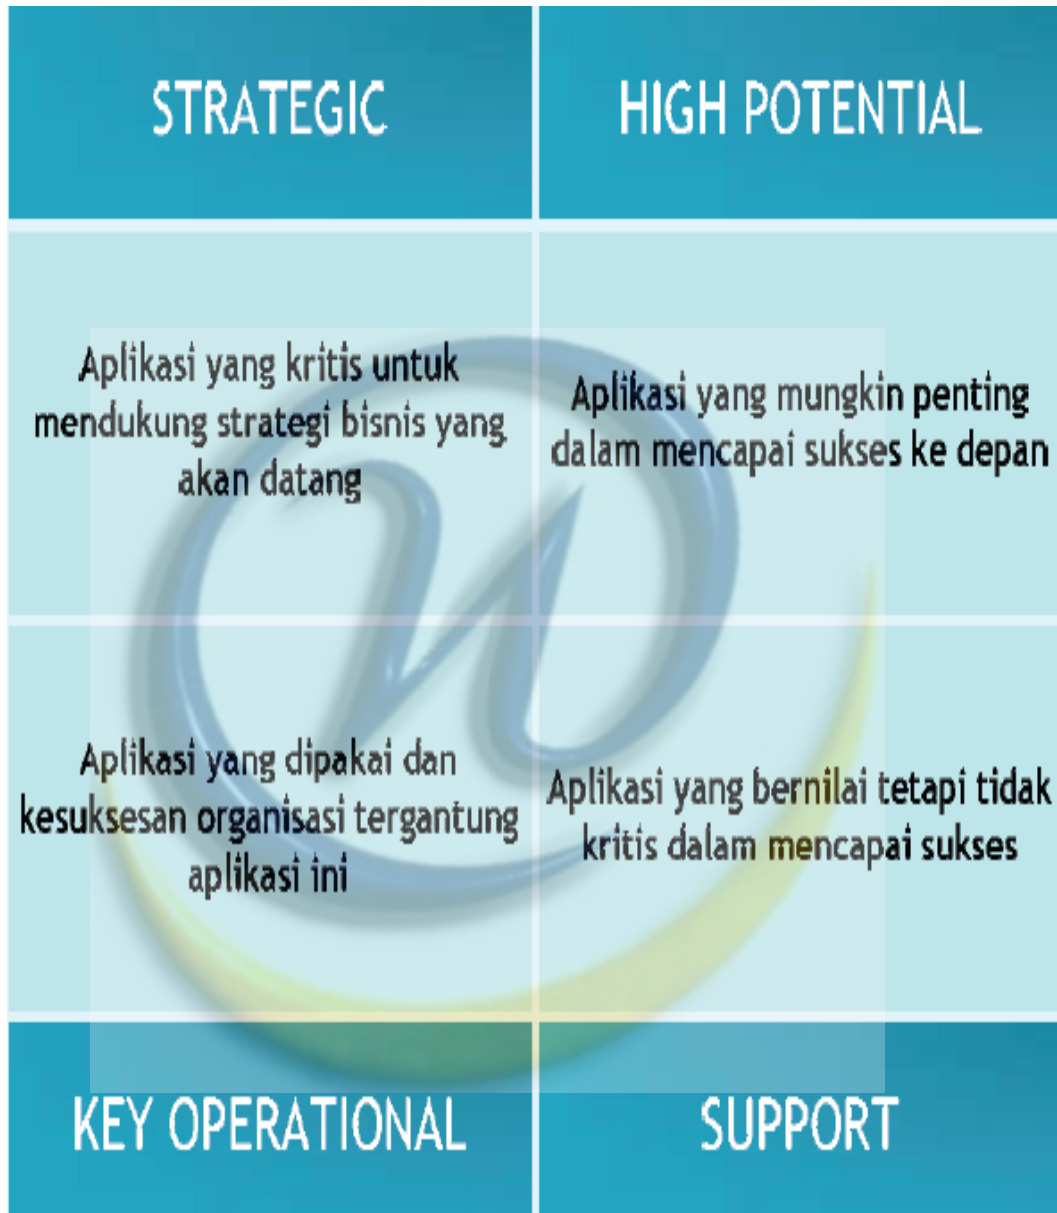 STRATEGIC
HIGH POTENTIAL
Aplikasi yang kritis untuk
mendukung strategi bisnis yang
akan datang
Aplikasi yang mungkin penting
dalam mencapai sukses ke depan
Aplikasi yang dipakai dan
kesuksesan organisasi tergantung
aplikasi ini
Aplikasi yang bernilai tetapi tidak
kritis dalam mencapai sukses
KEY OPERATIONAL
SUPPORT